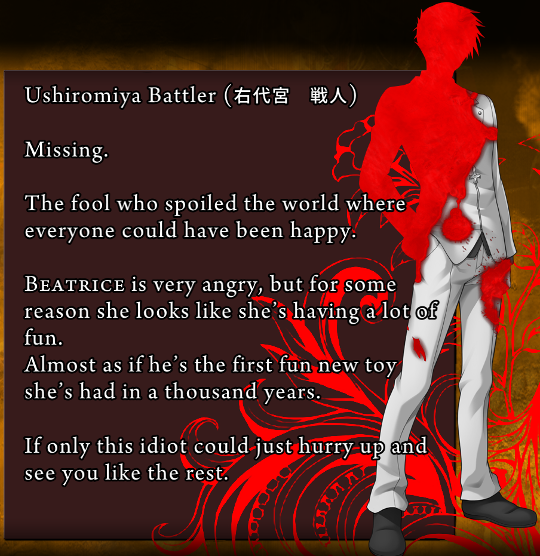 Ushiromiya Battler (右代宮　戦人)
Missing.
The fool who spoiled the world where
everyone could have been happy.
BEATRICE is very angry, but for some
reason she looks like she's having a lot of
fun.
Almost as if he's the first fun new toy
she's had in a thousand years.
If only this idiot could just hurry up and
see you like the rest.